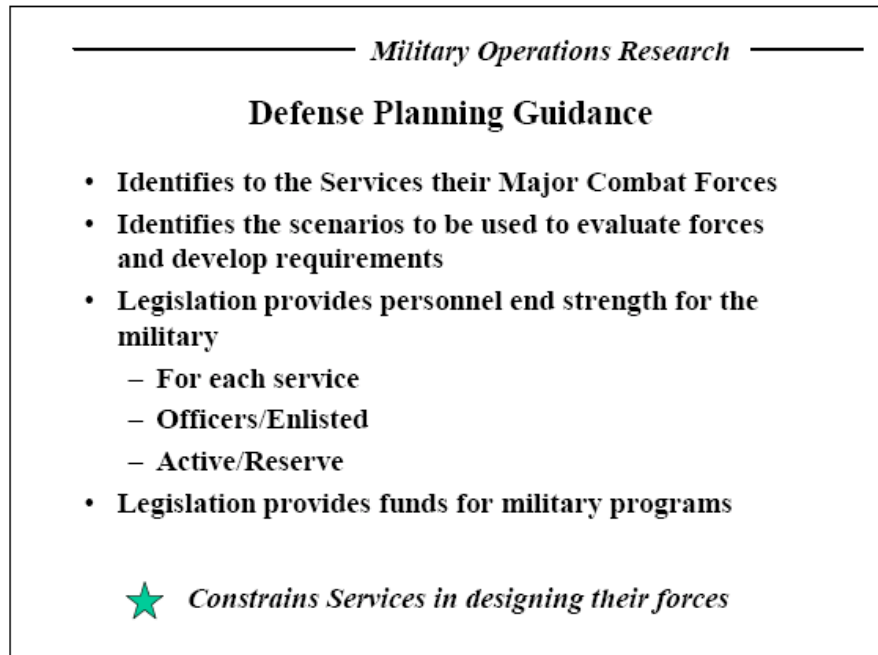 Military Operations Research
Defense Planning Guidance
• Identifies to the Services their Major Combat Forces
• Identifies the scenarios to be used to evaluate forces
and develop requirements
• Legislation provides personnel end strength for the
military
– For each service
– Officers/Enlisted
– Active/Reserve
• Legislation provides funds for military programs
Constrains Services in designing their forces